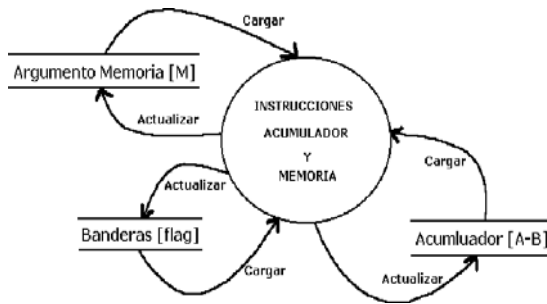 Cargar
Argumento Memoria [M]
Actualizar
INSTRUCCIONES
ACUMULADOR
Y
MEMORIA
Cargar
Actualizar
Banderas [flag]
Cargar
Acumluador [A-B]
Actualizar